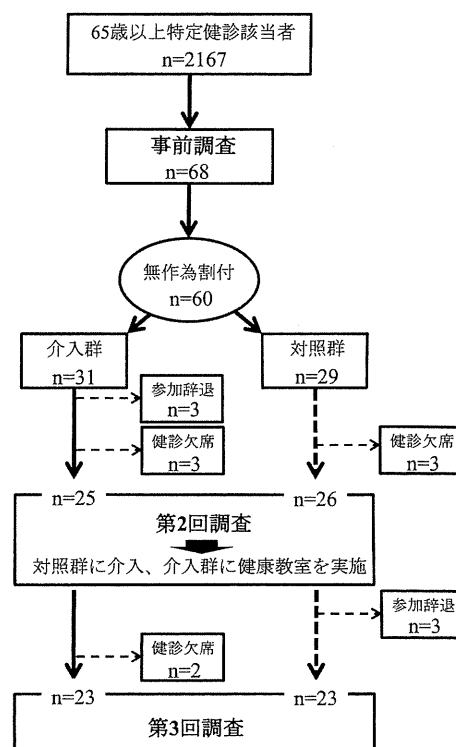 65歳以上特定健診該当者
n=2167
事前調査
n=68
無作為割付
n=60
介入群
n=31
対照群
n=29
参加辞退
n=3
健診欠席
n=3
健診欠席
n=3
n=25
n=26
第2回調査
対照群に介入、介入群に健康教室を実施
参加辞退
n=3
健診欠席
n=2
n=23
n=23
第3回調査